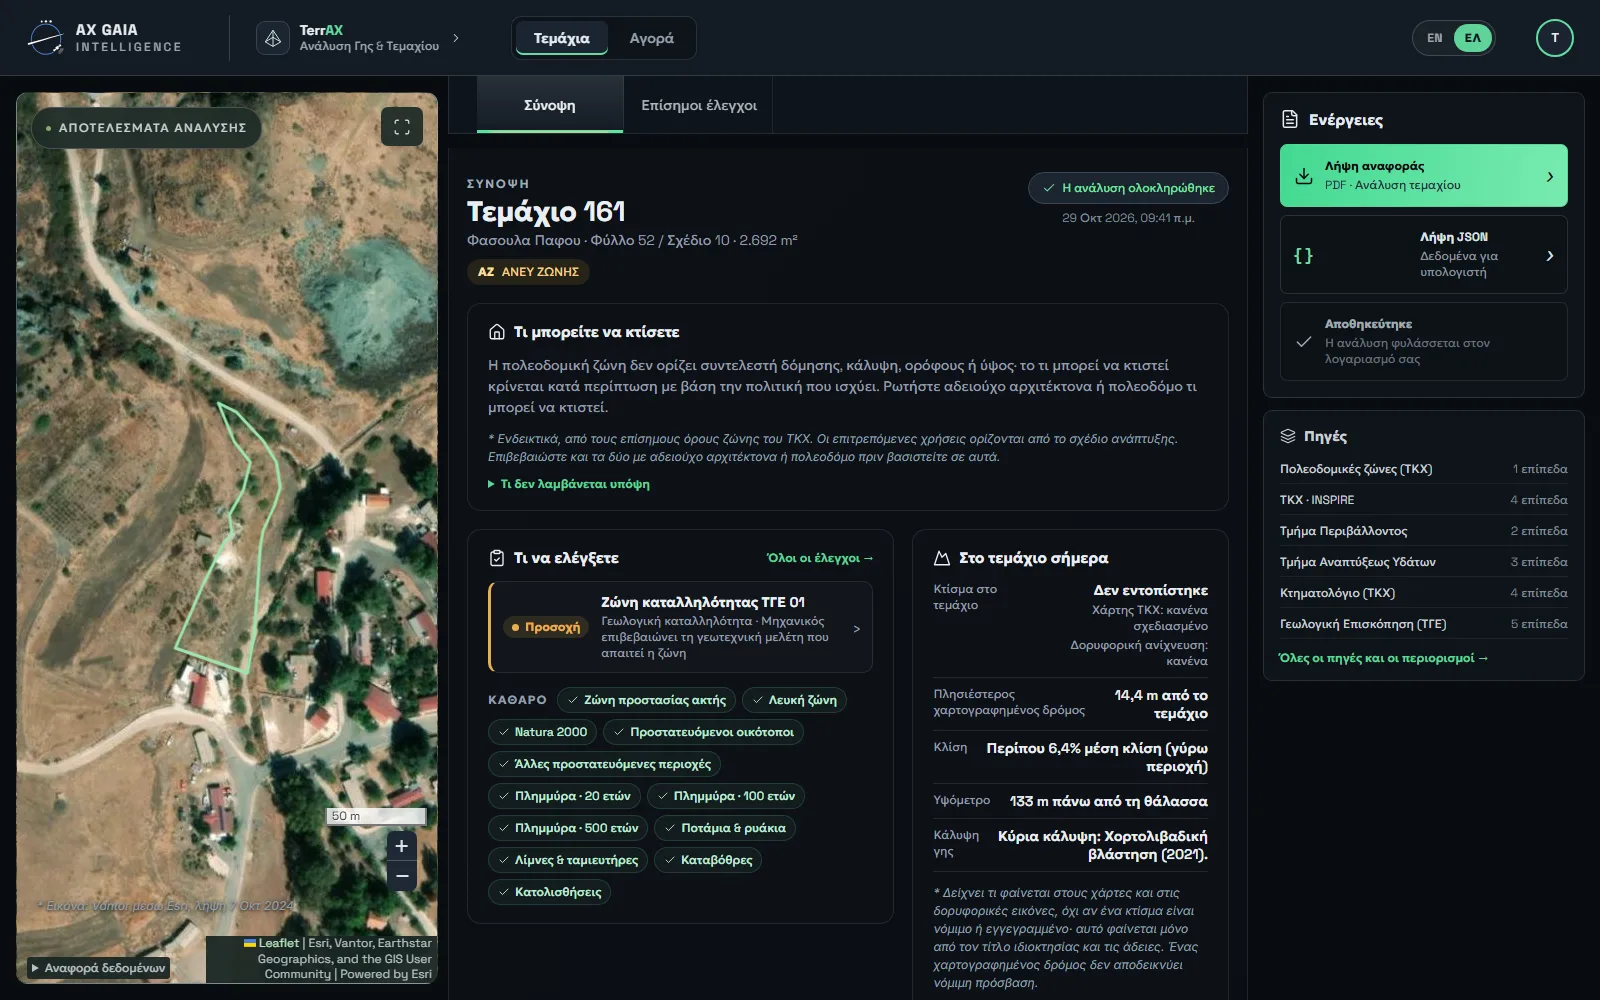 AX GAIA
INTELLIGENCE
TerrAX
Ανάλυση Γης & Τεμαχίου
Τεμάχια
Αγορά
EN
ΕΛ
T
ΑΠΟΤΕΛΕΣΜΑΤΑ ΑΝΑΛΥΣΗΣ
50 m
+
−
* Εικόνα: Vantor μέσω Esri, λήψη 7 Οκτ 2024
Leaflet | Esri, Vantor, Earthstar
Geographics, and the GIS User
Community | Powered by Esri
Αναφορά δεδομένων
Σύνοψη
Επίσημοι έλεγχοι
ΣΥΝΟΨΗ
Τεμάχιο 161
Φασουλα Παφου · Φύλλο 52 / Σχέδιο 10 · 2.692 m²
AZ ΑΝΕΥ ΖΩΝΗΣ
Η ανάλυση ολοκληρώθηκε
29 Οκτ 2026, 09:41 π.μ.
Τι μπορείτε να κτίσετε
Η πολεοδομική ζώνη δεν ορίζει συντελεστή δόμησης, κάλυψη, ορόφους ή ύψος· το τι μπορεί να κτιστεί
κρίνεται κατά περίπτωση με βάση την πολιτική που ισχύει. Ρωτήστε αδειούχο αρχιτέκτονα ή πολεοδόμο τι
μπορεί να κτιστεί.
* Ενδεικτικά, από τους επίσημους όρους ζώνης του ΤΚΧ. Οι επιτρεπόμενες χρήσεις ορίζονται από το σχέδιο ανάπτυξης.
Επιβεβαιώστε και τα δύο με αδειούχο αρχιτέκτονα ή πολεοδόμο πριν βασιστείτε σε αυτά.
Τι δεν λαμβάνεται υπόψη
Τι να ελέγξετε
Όλοι οι έλεγχοι →
Προσοχή
Ζώνη καταλληλότητας ΤΓΕ 01
Γεωλογική καταλληλότητα · Μηχανικός
επιβεβαιώνει τη γεωτεχνική μελέτη που
απαιτεί η ζώνη
ΚΑΘΑΡΟ
Ζώνη προστασίας ακτής
Λευκή ζώνη
Natura 2000
Προστατευόμενοι οικότοποι
Άλλες προστατευόμενες περιοχές
Πλημμύρα · 20 ετών
Πλημμύρα · 100 ετών
Πλημμύρα · 500 ετών
Ποτάμια & ρυάκια
Λίμνες & ταμιευτήρες
Καταβόθρες
Κατολισθήσεις
Στο τεμάχιο σήμερα
Κτίσμα στο
τεμάχιο
Δεν εντοπίστηκε
Χάρτης ΤΚΧ: κανένα
σχεδιασμένο
Δορυφορική ανίχνευση:
κανένα
Πλησιέστερος
χαρτογραφημένος δρόμος
14,4 m από το
τεμάχιο
Κλίση
Περίπου 6,4% μέση κλίση (γύρω
περιοχή)
Υψόμετρο
133 m πάνω από τη θάλασσα
Κάλυψη
γης
Κύρια κάλυψη: Χορτολιβαδική
βλάστηση (2021).
* Δείχνει τι φαίνεται στους χάρτες και στις
δορυφορικές εικόνες, όχι αν ένα κτίσμα είναι
νόμιμο ή εγγεγραμμένο· αυτό φαίνεται μόνο
από τον τίτλο ιδιοκτησίας και τις άδειες. Ένας
χαρτογραφημένος δρόμος δεν αποδεικνύει
νόμιμη πρόσβαση.
Ενέργειες
Λήψη αναφοράς
PDF · Ανάλυση τεμαχίου
{ }
Λήψη JSON
Δεδομένα για
υπολογιστή
Αποθηκεύτηκε
Η ανάλυση φυλάσσεται στον
λογαριασμό σας
Πηγές
Πολεοδομικές ζώνες (ΤΚΧ) 1 επίπεδα
ΤΚΧ · INSPIRE 4 επίπεδα
Τμήμα Περιβάλλοντος 2 επίπεδα
Τμήμα Αναπτύξεως Υδάτων 3 επίπεδα
Κτηματολόγιο (ΤΚΧ) 4 επίπεδα
Γεωλογική Επισκόπηση (ΤΓΕ) 5 επίπεδα
Όλες οι πηγές και οι περιορισμοί →